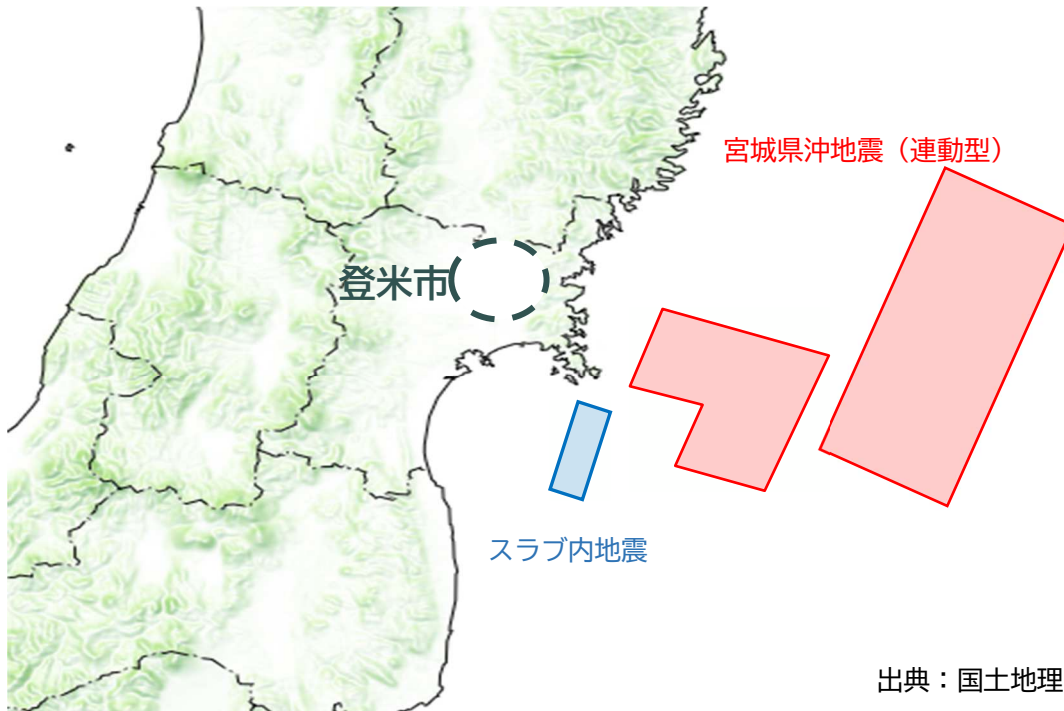 宮城県沖地震（連動型）
登米市
スラブ内地震
出典：国土地理